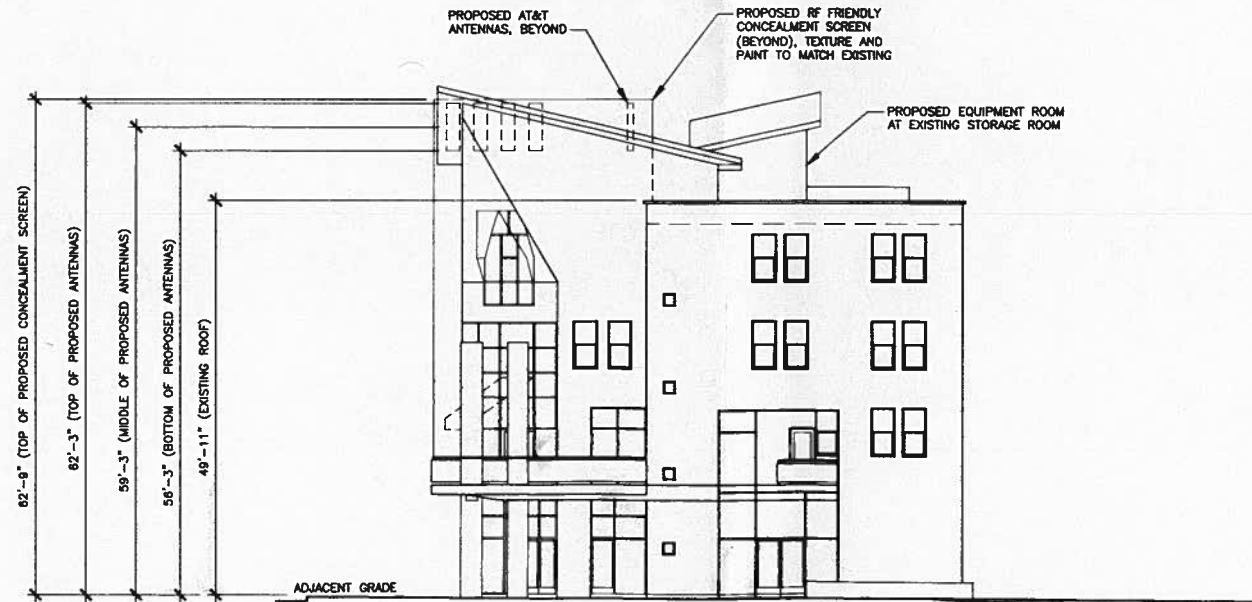 PROPOSED AT&T
ANTENNAS, BEYOND
PROPOSED RF FRIENDLY
CONCEALMENT SCREEN
(BEYOND), TEXTURE AND
PAINT TO MATCH EXISTING
PROPOSED EQUIPMENT ROOM
AT EXISTING STORAGE ROOM
62'-9" (TOP OF PROPOSED CONCEALMENT SCREEN)
62'-3" (TOP OF PROPOSED ANTENNAS)
59'-3" (MIDDLE OF PROPOSED ANTENNAS)
56'-3" (BOTTOM OF PROPOSED ANTENNAS)
49'-11" (EXISTING ROOF)
ADJACENT GRADE